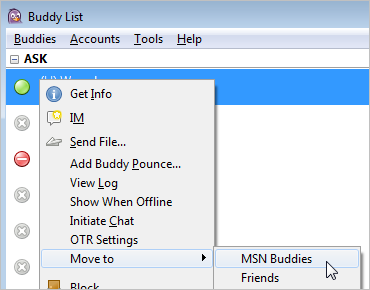 Buddy List
Buddies Accounts Tools Help
ASK
Get Info
IM
Send File...
Add Buddy Pounce...
View Log
Show When Offline
Initiate Chat
OTR Settings
Move to
MSN Buddies
Friends
Block